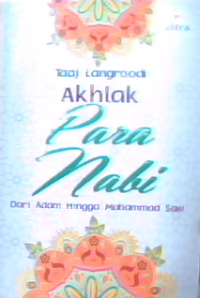 Taaj Langroodi
Akhlak
Para
Nabi
Dari Adam Hingga Muhammad Saw